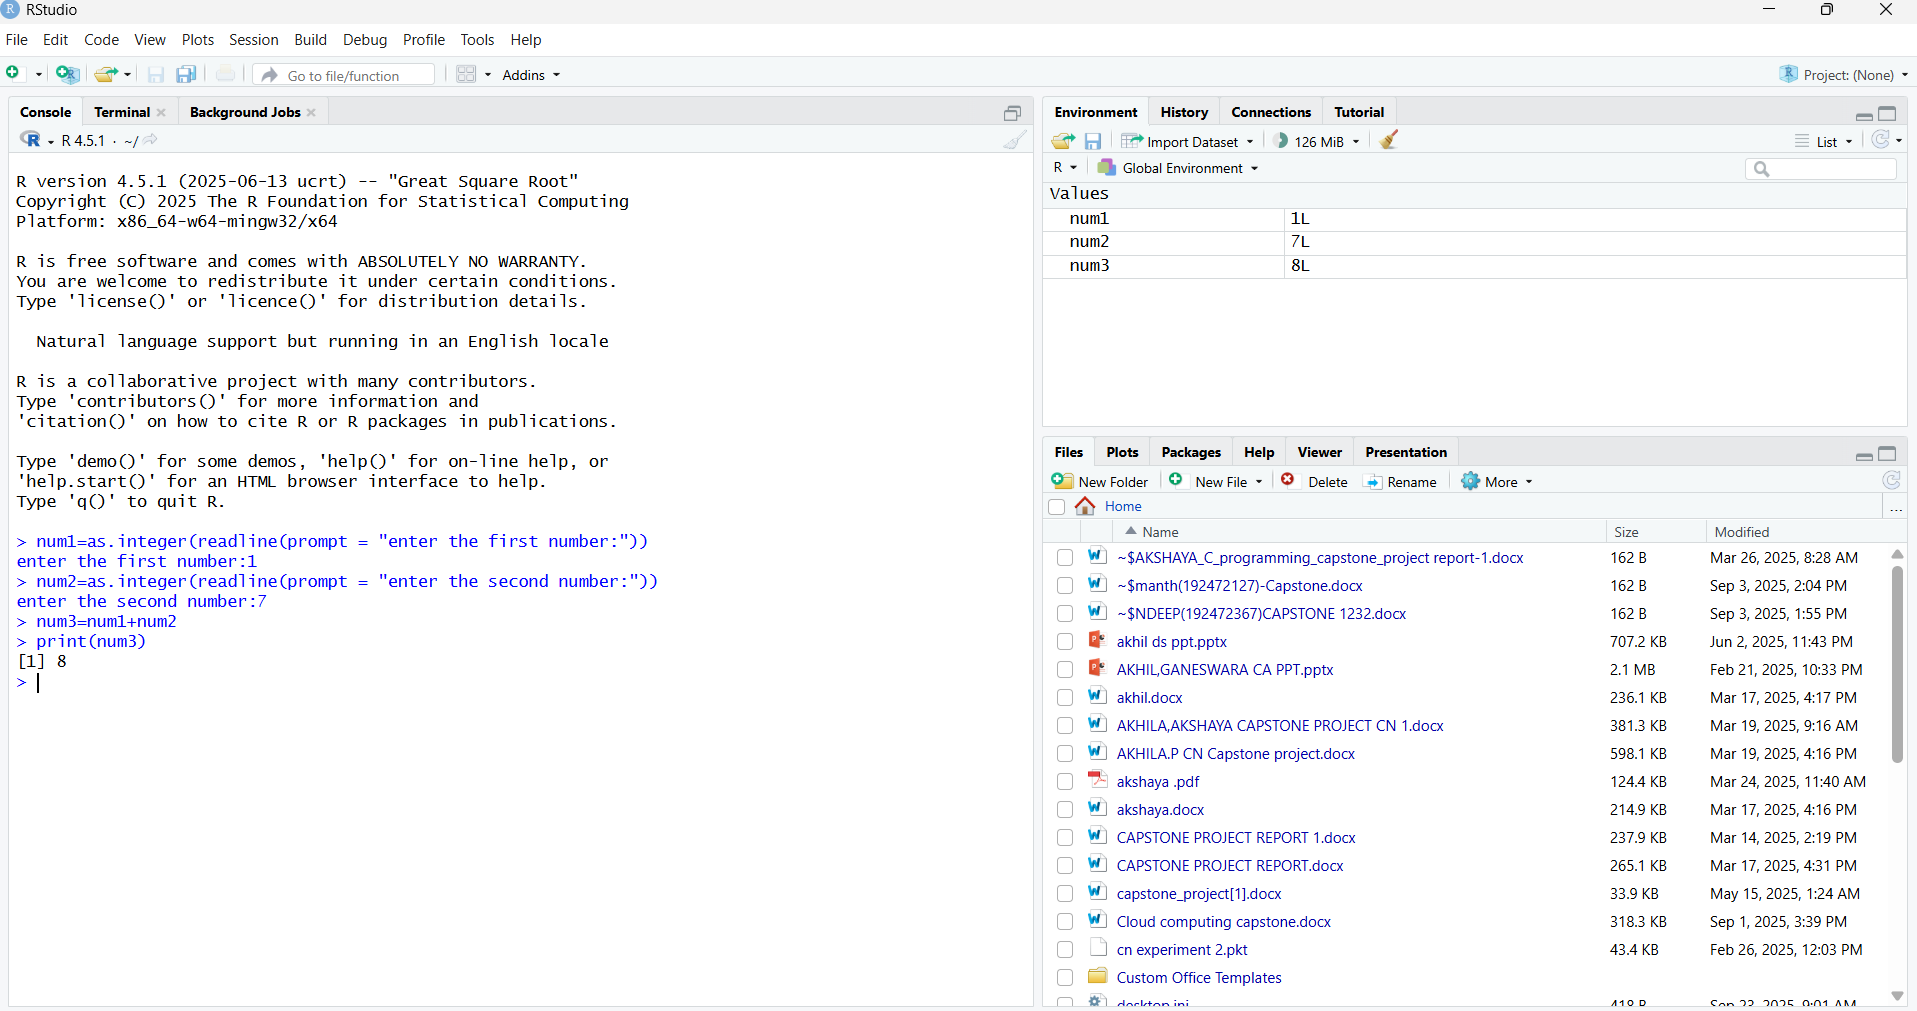 RStudio
File Edit Code View Plots Session Build Debug Profile Tools Help
Go to file/function Addins Project: (None)
Console Terminal Background Jobs
R 4.5.1 · ~/
R version 4.5.1 (2025-06-13 ucrt) -- "Great Square Root"
Copyright (C) 2025 The R Foundation for Statistical Computing
Platform: x86_64-w64-mingw32/x64
R is free software and comes with ABSOLUTELY NO WARRANTY.
You are welcome to redistribute it under certain conditions.
Type 'license()' or 'licence()' for distribution details.
Natural language support but running in an English locale
R is a collaborative project with many contributors.
Type 'contributors()' for more information and
'citation()' on how to cite R or R packages in publications.
Type 'demo()' for some demos, 'help()' for on-line help, or
'help.start()' for an HTML browser interface to help.
Type 'q()' to quit R.
> num1=as.integer(readline(prompt = "enter the first number:"))
enter the first number:1
> num2=as.integer(readline(prompt = "enter the second number:"))
enter the second number:7
> num3=num1+num2
> print(num3)
[1] 8
>
Environment History Connections Tutorial
Import Dataset 126 MiB List
R Global Environment
Values
num1 1L
num2 7L
num3 8L
Files Plots Packages Help Viewer Presentation
New Folder New File Delete Rename More
Home ...
Name Size Modified
~$AKSHAYA_C_programming_capstone_project report-1.docx 162 B Mar 26, 2025, 8:28 AM
~$manth(192472127)-Capstone.docx 162 B Sep 3, 2025, 2:04 PM
~$NDEEP(192472367)CAPSTONE 1232.docx 162 B Sep 3, 2025, 1:55 PM
akhil ds ppt.pptx 707.2 KB Jun 2, 2025, 11:43 PM
AKHIL,GANESWARA CA PPT.pptx 2.1 MB Feb 21, 2025, 10:33 PM
akhil.docx 236.1 KB Mar 17, 2025, 4:17 PM
AKHILA,AKSHAYA CAPSTONE PROJECT CN 1.docx 381.3 KB Mar 19, 2025, 9:16 AM
AKHILA.P CN Capstone project.docx 598.1 KB Mar 19, 2025, 4:16 PM
akshaya .pdf 124.4 KB Mar 24, 2025, 11:40 AM
akshaya.docx 214.9 KB Mar 17, 2025, 4:16 PM
CAPSTONE PROJECT REPORT 1.docx 237.9 KB Mar 14, 2025, 2:19 PM
CAPSTONE PROJECT REPORT.docx 265.1 KB Mar 17, 2025, 4:31 PM
capstone_project[1].docx 33.9 KB May 15, 2025, 1:24 AM
Cloud computing capstone.docx 318.3 KB Sep 1, 2025, 3:39 PM
cn experiment 2.pkt 43.4 KB Feb 26, 2025, 12:03 PM
Custom Office Templates
desktop.ini 418 B Sep 23, 2025, 9:01 AM